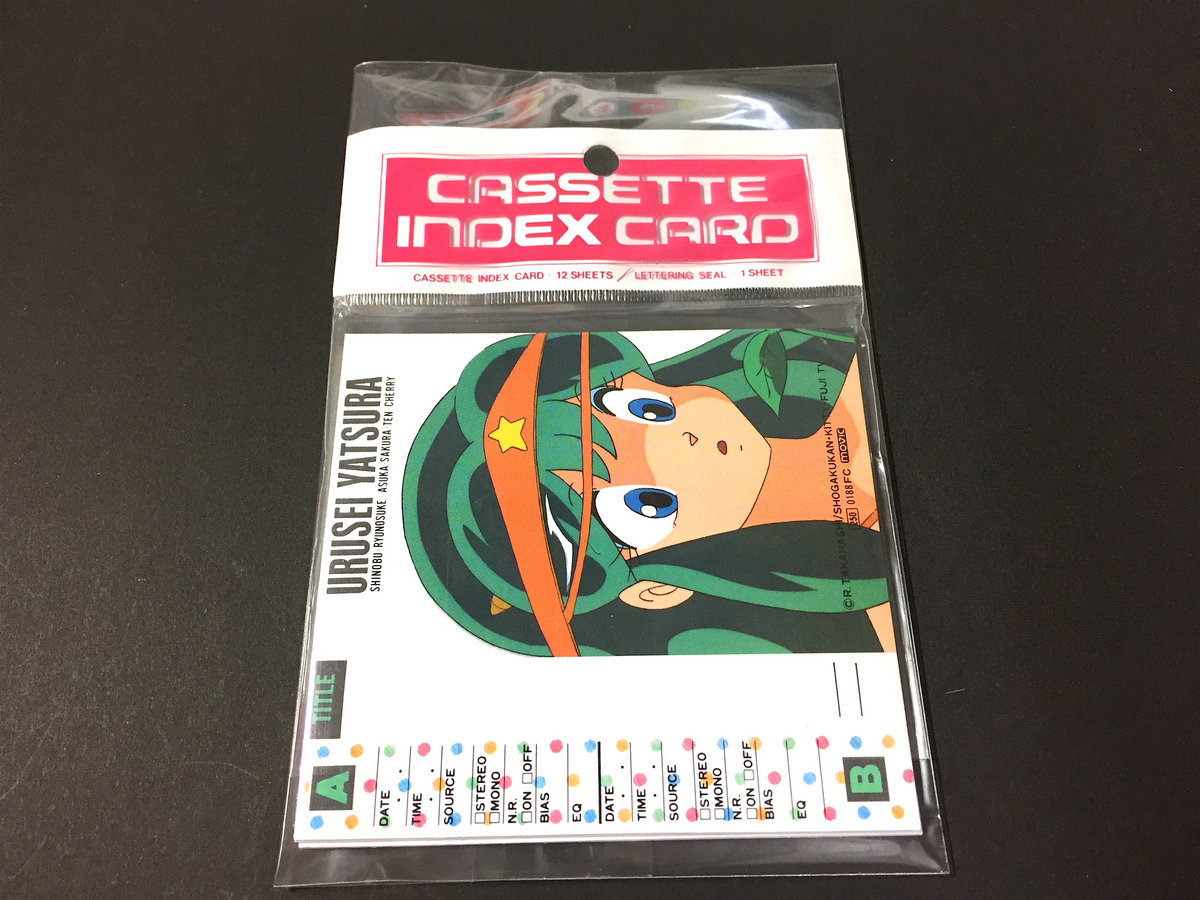 CASSETTE
INDEX CARD
CASSETTE INDEX CARD · 12 SHEETS / LETTERING SEAL · 1 SHEET
URUSEI YATSURA
SHINOBU RYUNOSUKE ASUKA SAKURA TEN CHERRY
©R.TAKAHASHI/SHOGAKUKAN·KITTY·FUJI TV
0188 FC movic
TITLE
A
DATE
TIME
SOURCE
□STEREO
□MONO
N.R.
□ON □OFF
BIAS
EQ
DATE
TIME
SOURCE
□STEREO
□MONO
N.R.
□ON □OFF
BIAS
EQ
B